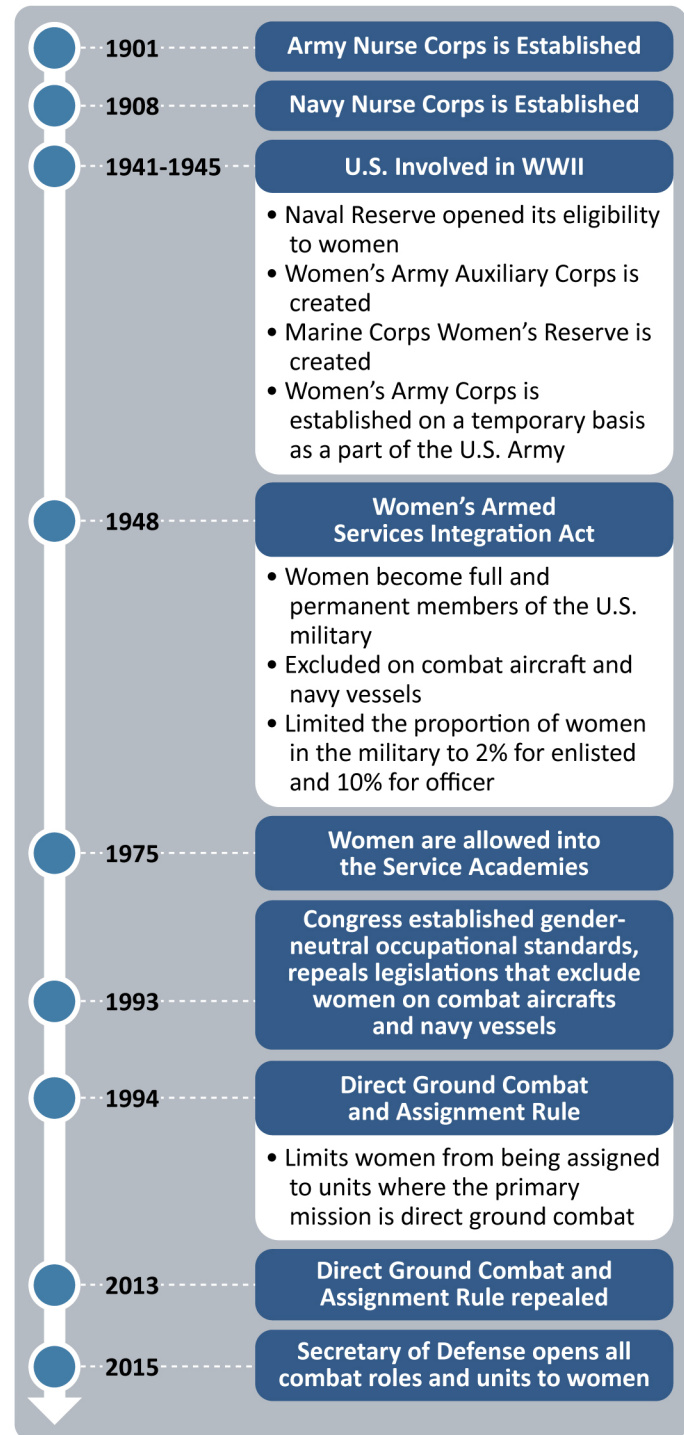 1901
Army Nurse Corps is Established
1908
Navy Nurse Corps is Established
1941-1945
U.S. Involved in WWII
• Naval Reserve opened its eligibility
to women
• Women’s Army Auxiliary Corps is
created
• Marine Corps Women’s Reserve is
created
• Women’s Army Corps is
established on a temporary basis
as a part of the U.S. Army
1948
Women’s Armed
Services Integration Act
• Women become full and
permanent members of the U.S.
military
• Excluded on combat aircraft and
navy vessels
• Limited the proportion of women
in the military to 2% for enlisted
and 10% for officer
1975
Women are allowed into
the Service Academies
1993
Congress established gender-
neutral occupational standards,
repeals legislations that exclude
women on combat aircrafts
and navy vessels
1994
Direct Ground Combat
and Assignment Rule
• Limits women from being assigned
to units where the primary
mission is direct ground combat
2013
Direct Ground Combat and
Assignment Rule repealed
2015
Secretary of Defense opens all
combat roles and units to women